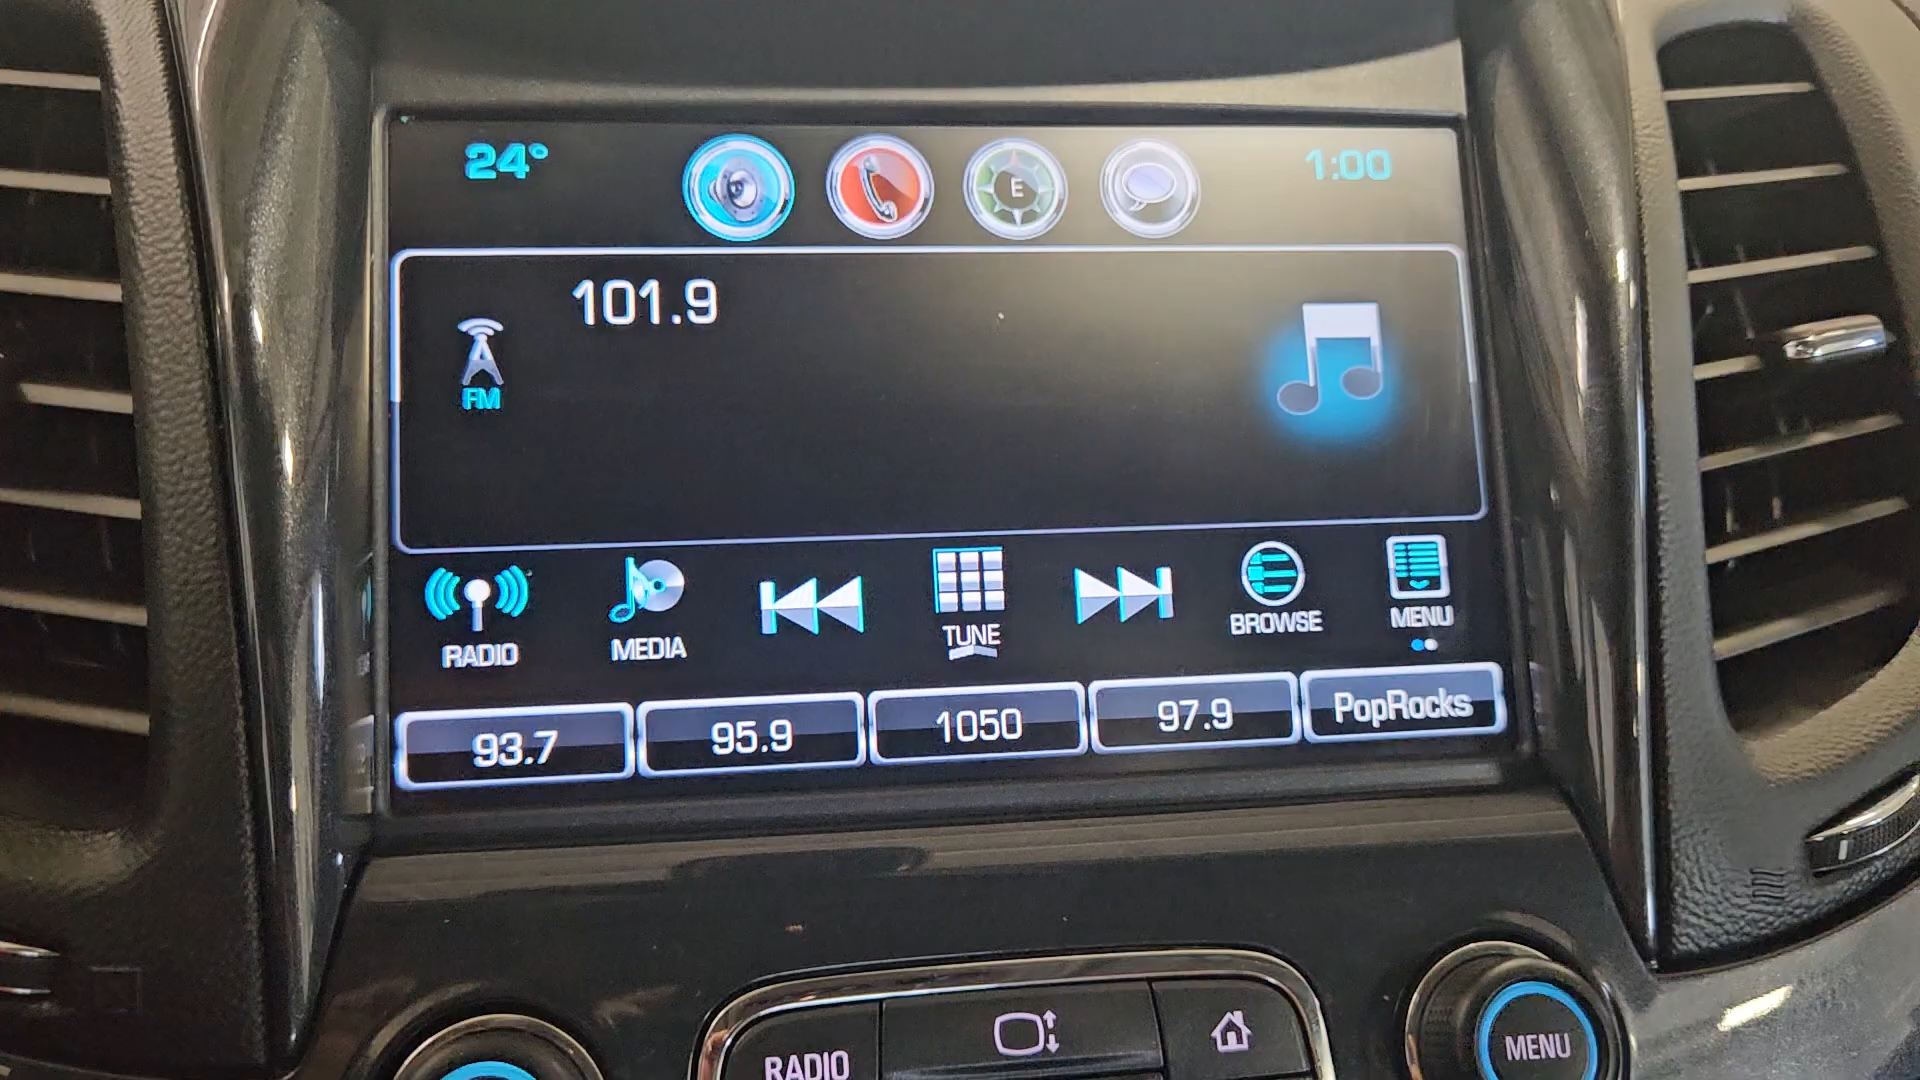 24°
E
1:00
101.9
FM
RADIO
MEDIA
TUNE
BROWSE
MENU
93.7
95.9
1050
97.9
PopRocks
RADIO
MENU